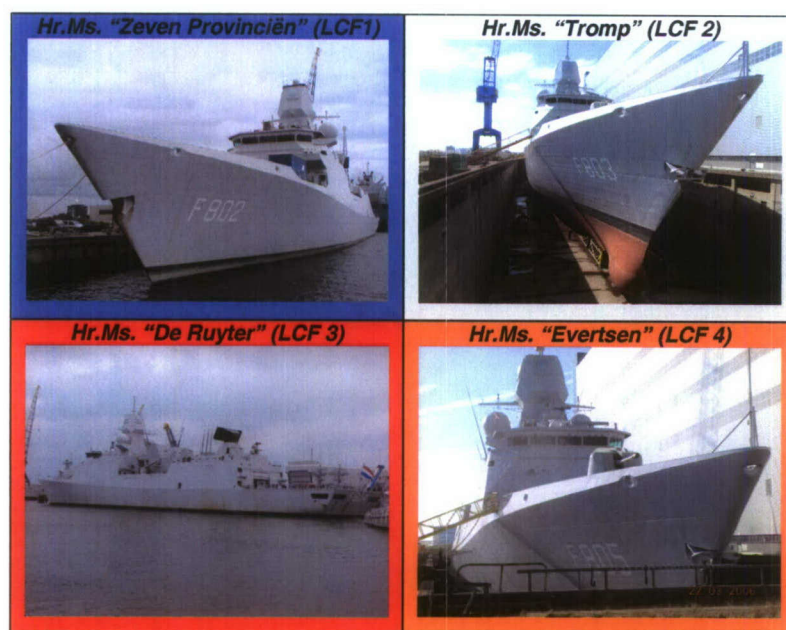 Hr.Ms. "Zeven Provinciën" (LCF1)
Hr.Ms. "Tromp" (LCF 2)
F802
F803
Hr.Ms. "De Ruyter" (LCF 3)
Hr.Ms. "Evertsen" (LCF 4)
F805